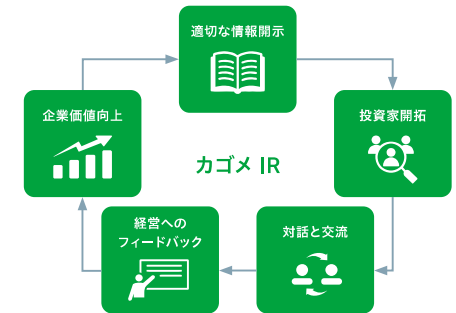 適切な情報開示
企業価値向上
投資家開拓
カゴメ IR
経営への
フィードバック
対話と交流